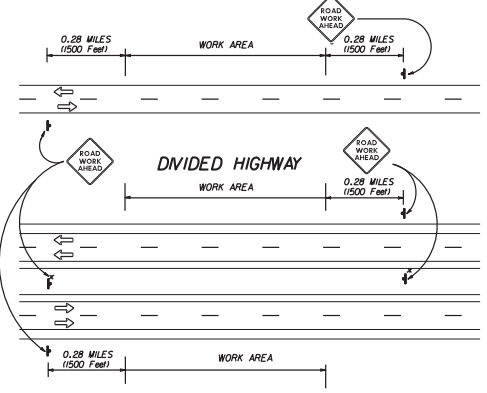 ROAD
WORK
AHEAD
0.28 MILES
(1500 Feet)
WORK AREA
0.28 MILES
(1500 Feet)
ROAD
WORK
AHEAD
DIVIDED HIGHWAY
ROAD
WORK
AHEAD
WORK AREA
0.28 MILES
(1500 Feet)
x
x
0.28 MILES
(1500 Feet)
WORK AREA